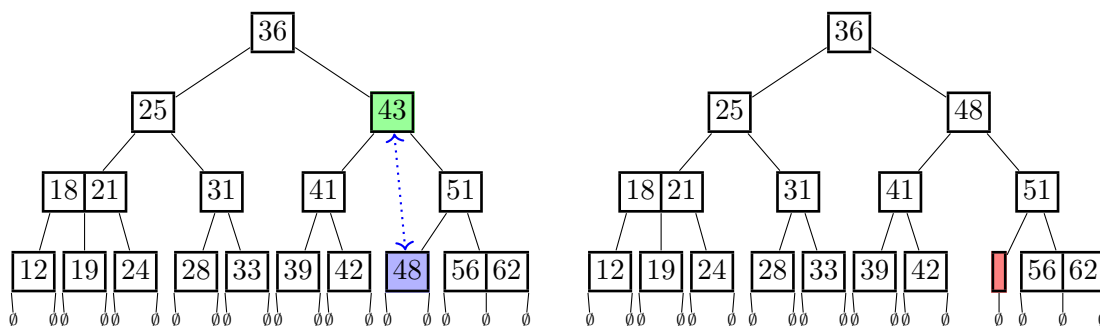 36 36
25 43 25 48
18 21 31 41 51 18 21 31 41 51
12 19 24 28 33 39 42 48 56 62 12 19 24 28 33 39 42 56 62
∅ ∅∅ ∅∅ ∅ ∅ ∅∅ ∅ ∅ ∅∅ ∅ ∅ ∅ ∅ ∅ ∅ ∅ ∅∅ ∅∅ ∅ ∅ ∅∅ ∅ ∅ ∅∅ ∅ ∅ ∅ ∅ ∅